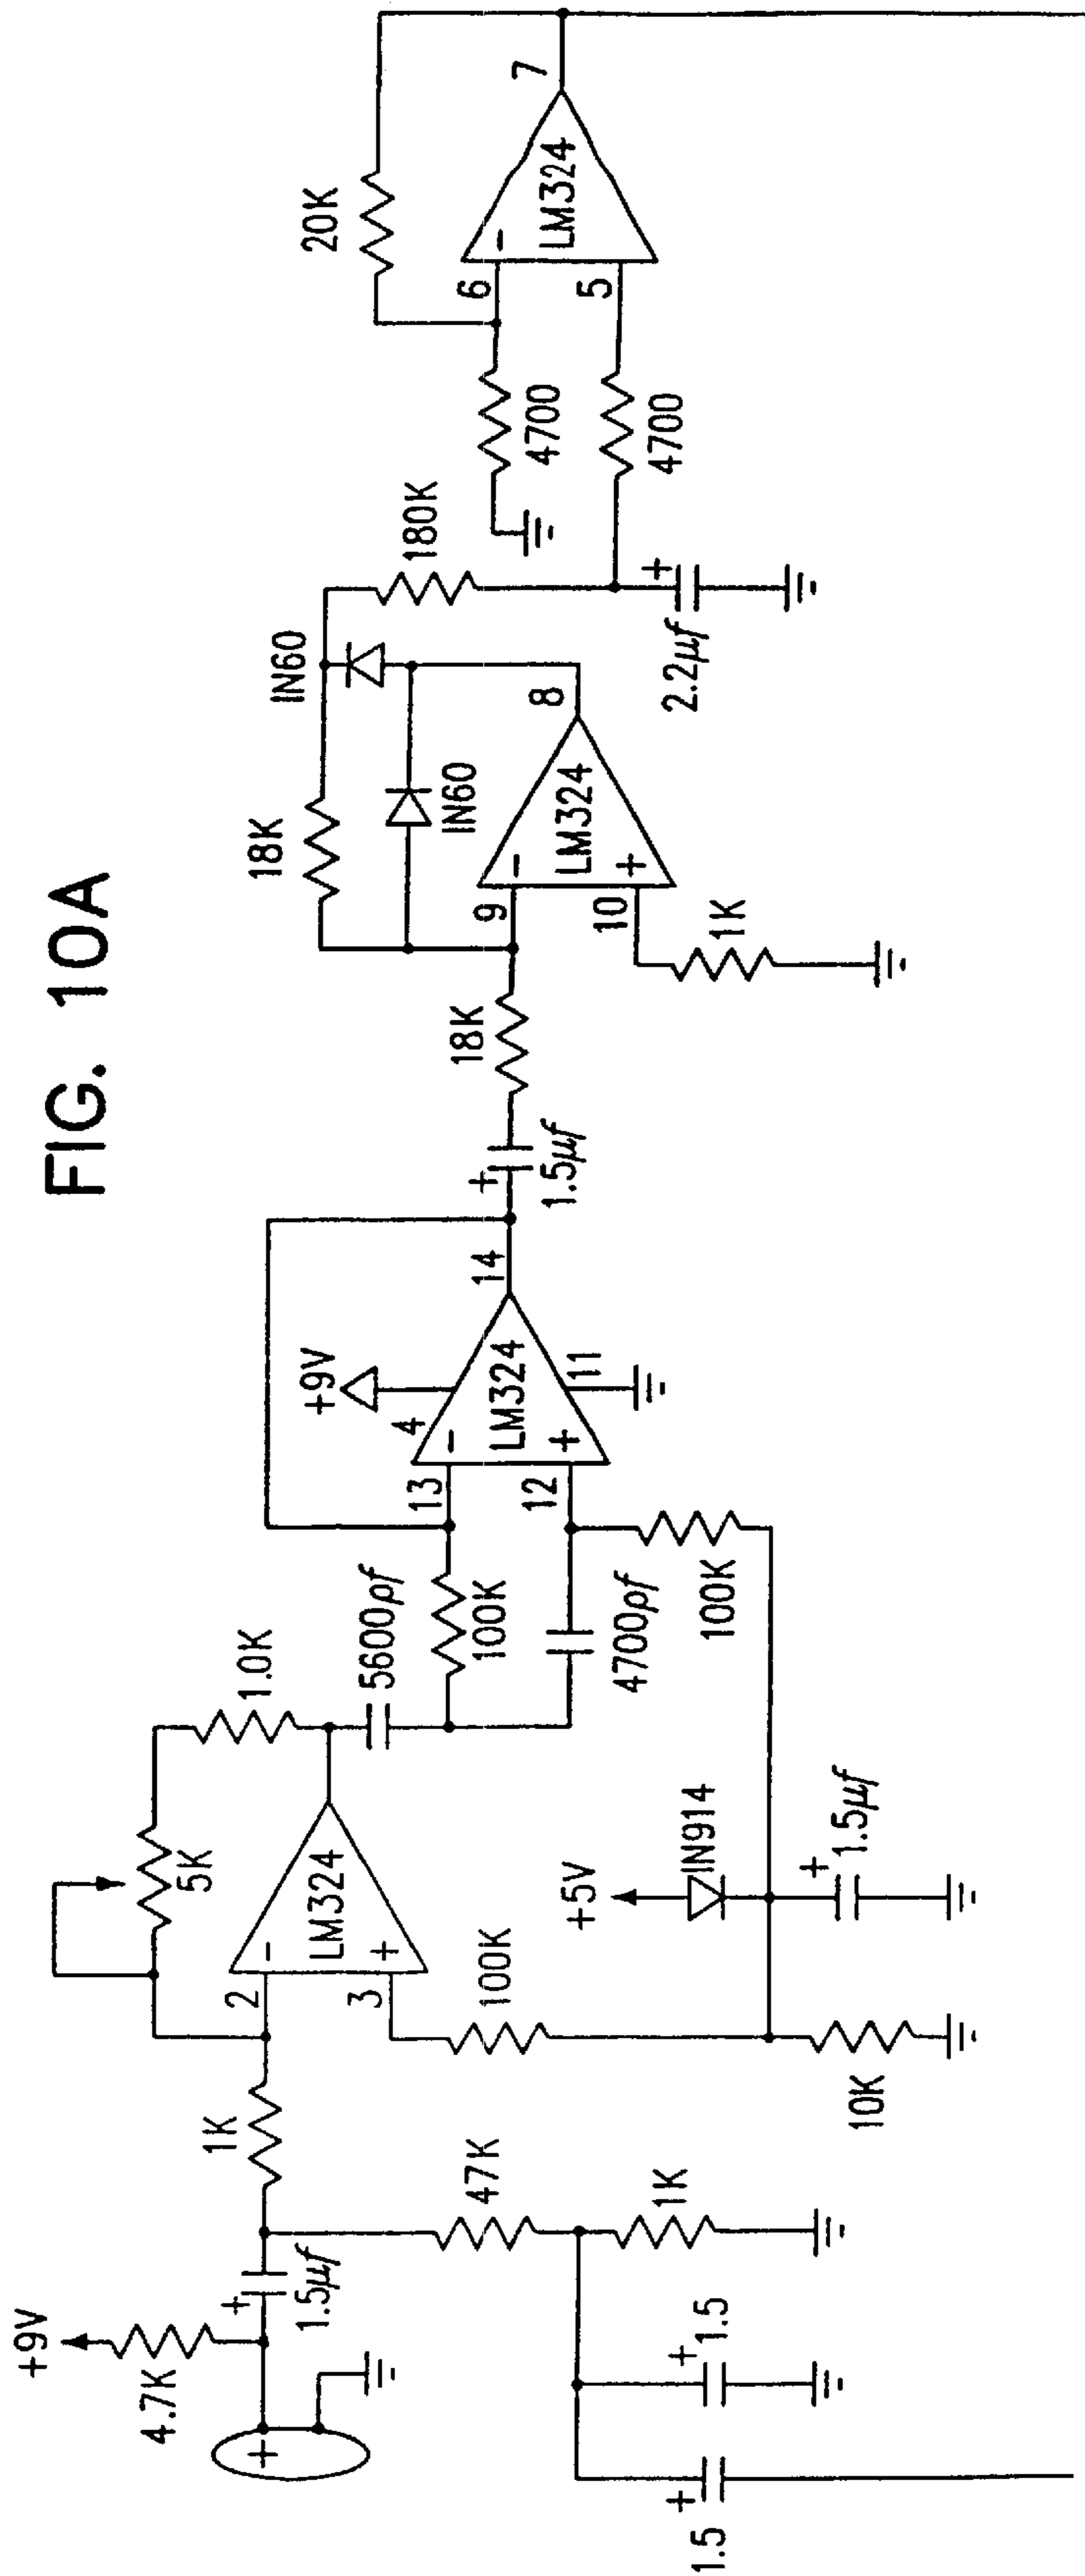 FIG. 10A
+9V
4.7K
+
+
1.5µf
1K
47K
1K
+
1.5
+
1.5
5K
1.0K
2
3
−
+
LM324
100K
10K
+5V
IN914
+
1.5µf
5600pf
100K
4700pf
100K
13
12
−
+
LM324
+9V
4
11
14
+
1.5µf
18K
18K
IN60
IN60
9
10
−
+
LM324
8
1K
180K
+
2.2µf
4700
4700
20K
6
5
−
LM324
7